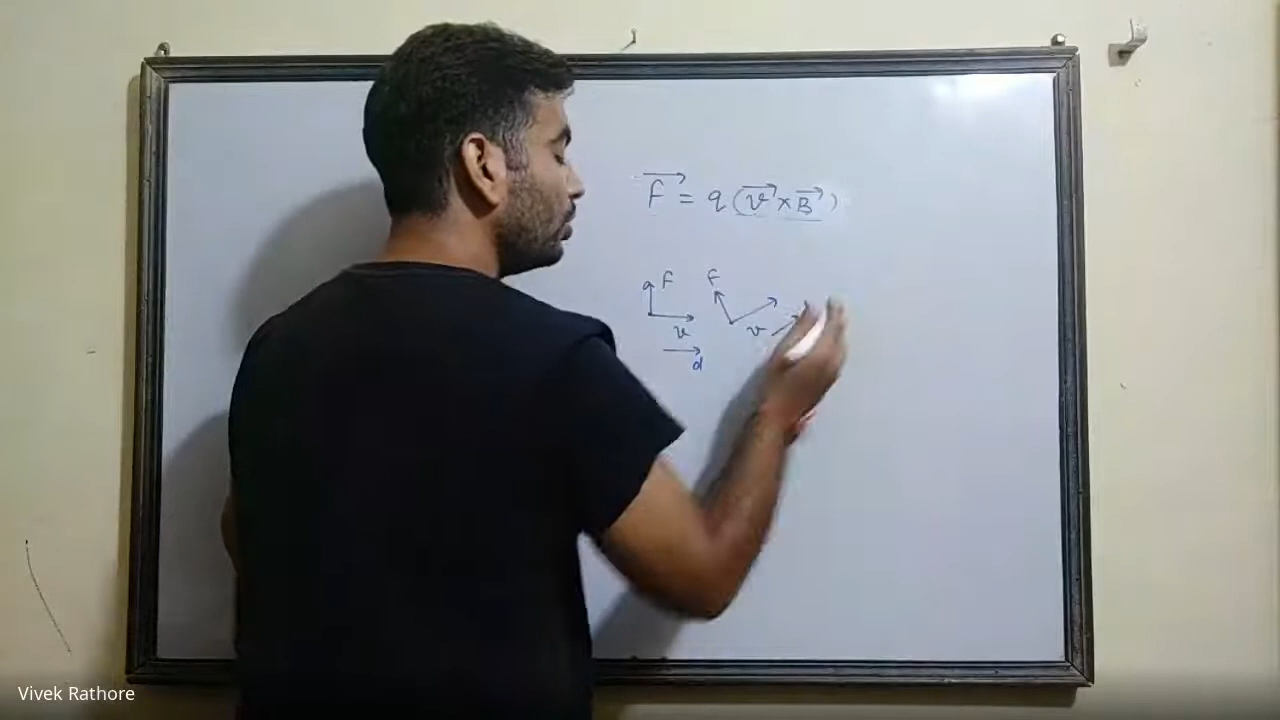 F = q (v × B)
F F
v v
d
Vivek Rathore